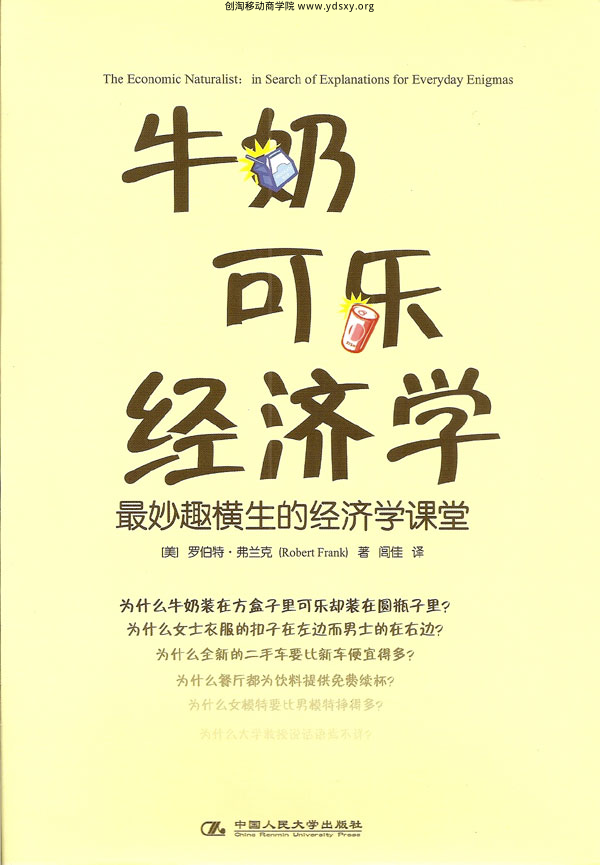 创淘移动商学院 www.ydsxy.org
The Economic Naturalist: in Search of Explanations for Everyday Enigmas
牛奶
可乐
经济学
最妙趣横生的经济学课堂
[美] 罗伯特·弗兰克 (Robert Frank) 著 闾佳 译
为什么牛奶装在方盒子里可乐却装在圆瓶子里?
为什么女士衣服的扣子在左边而男士的在右边?
为什么全新的二手车要比新车便宜得多?
为什么餐厅都为饮料提供免费续杯?
为什么女模特要比男模特挣得多?
为什么大学教授
中国人民大学出版社
China Renmin University Press